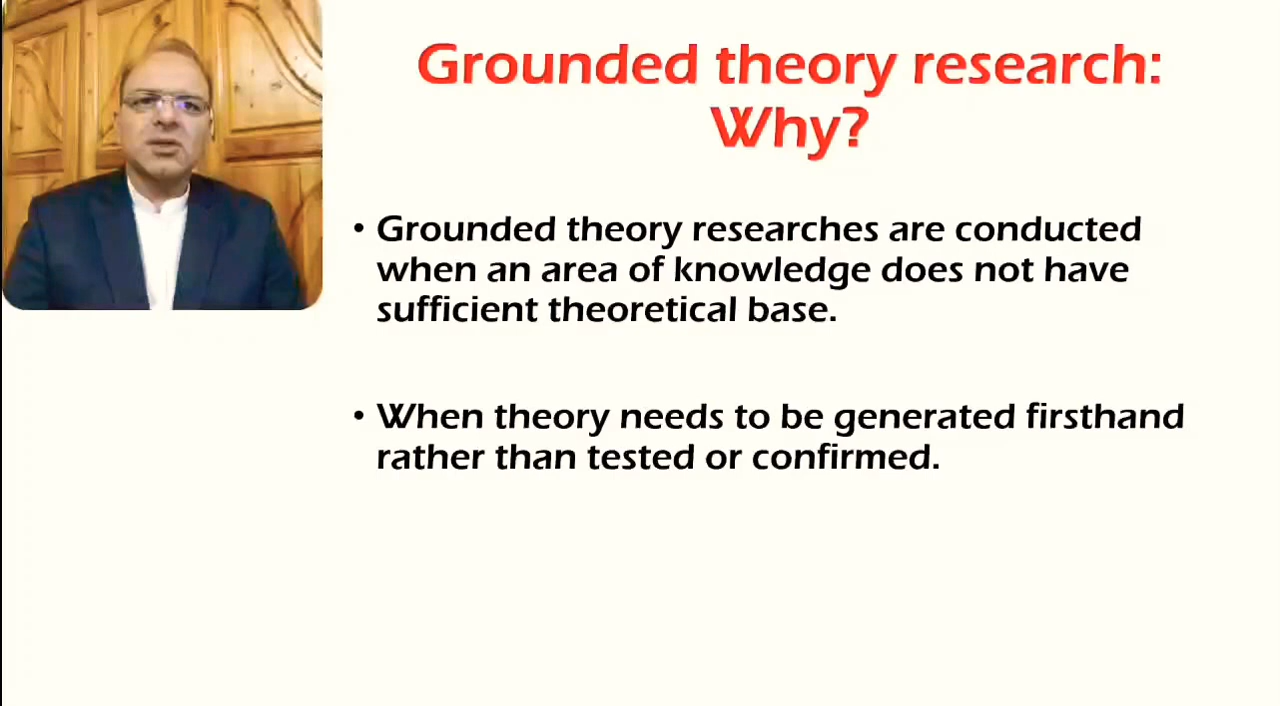 Grounded theory research:
Why?
• Grounded theory researches are conducted
when an area of knowledge does not have
sufficient theoretical base.
• When theory needs to be generated firsthand
rather than tested or confirmed.